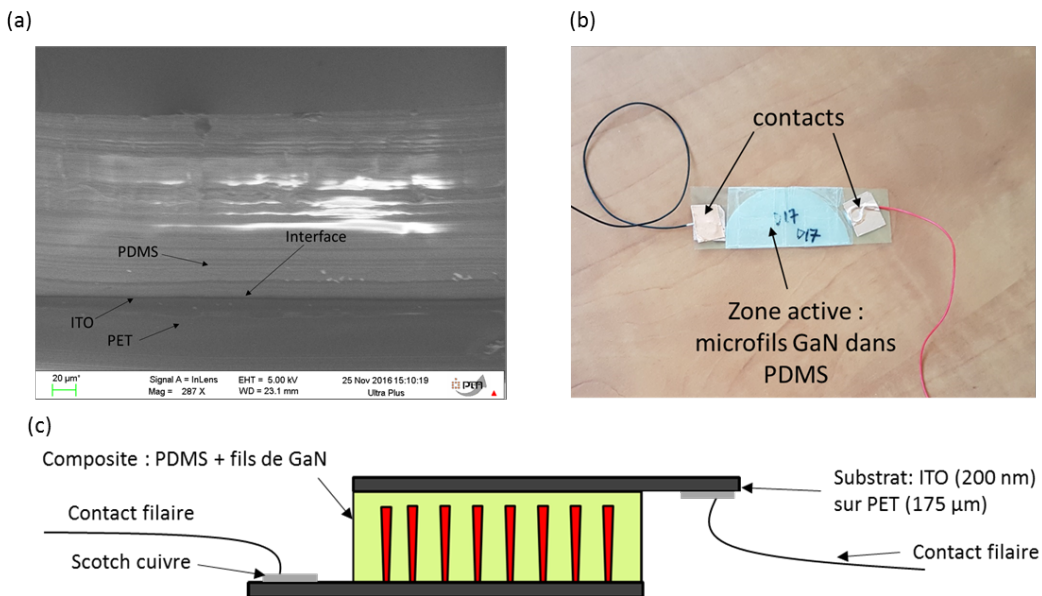 (a)
(b)
PDMS
Interface
ITO
PET
20 µm*
Signal A = InLens
EHT = 5.00 kV
25 Nov 2016 15:10:19
Mag = 287 X
WD = 23.1 mm
Ultra Plus
contacts
D17
D17
Zone active :
microfils GaN dans
PDMS
(c)
Composite : PDMS + fils de GaN
Contact filaire
Scotch cuivre
Substrat: ITO (200 nm)
sur PET (175 µm)
Contact filaire